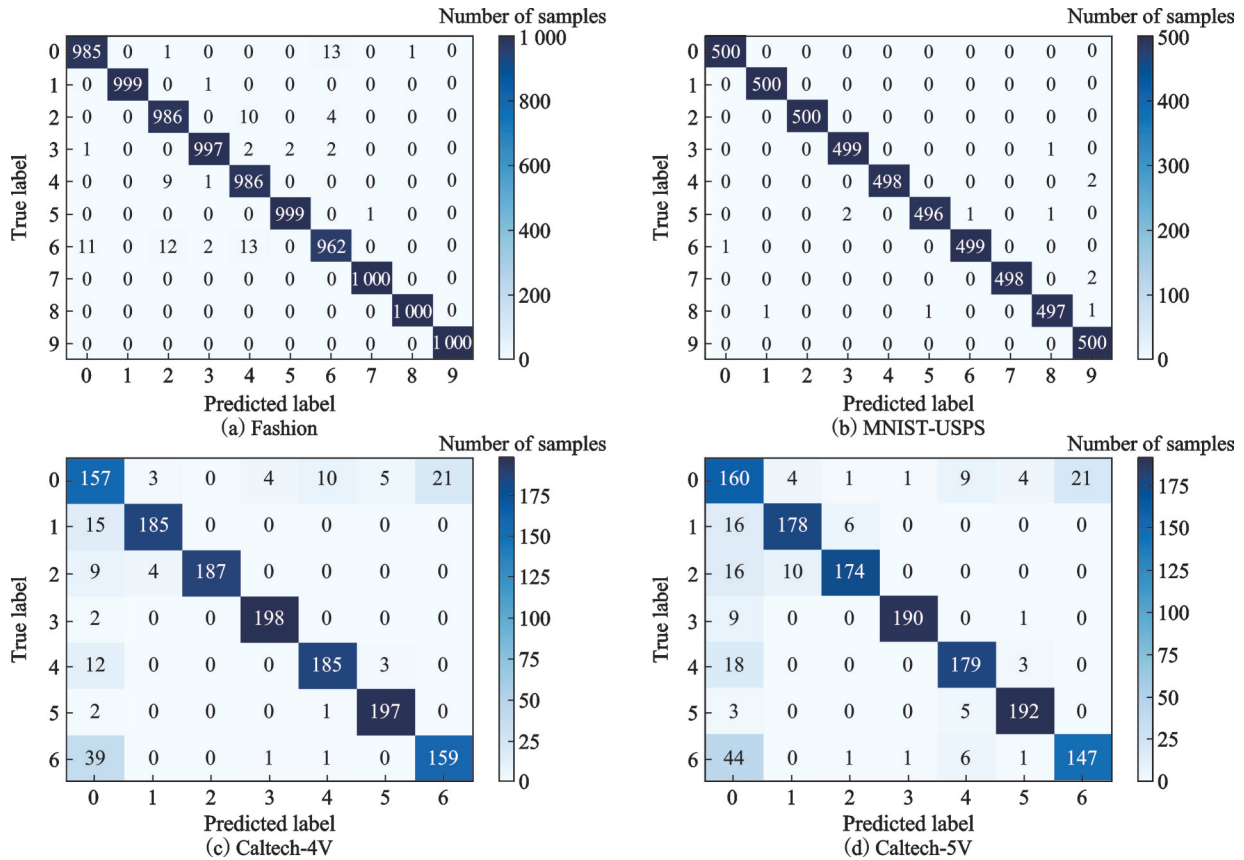 Number of samples
0 985 0 1 0 0 0 13 0 1 0 1 000
1 0 999 0 1 0 0 0 0 0 0
2 0 0 986 0 10 0 4 0 0 0 800
3 1 0 0 997 2 2 2 0 0 0
4 0 0 9 1 986 0 0 0 0 0 600
5 0 0 0 0 0 999 0 1 0 0
6 11 0 12 2 13 0 962 0 0 0 400
7 0 0 0 0 0 0 0 1 000 0 0
8 0 0 0 0 0 0 0 0 1 000 0 200
9 0 0 0 0 0 0 0 0 0 1 000 0
True label
0 1 2 3 4 5 6 7 8 9
Predicted label
(a) Fashion
Number of samples
0 500 0 0 0 0 0 0 0 0 0 500
1 0 500 0 0 0 0 0 0 0 0
2 0 0 500 0 0 0 0 0 0 0 400
3 0 0 0 499 0 0 0 0 1 0
4 0 0 0 0 498 0 0 0 0 2 300
5 0 0 0 2 0 496 1 0 1 0
6 1 0 0 0 0 0 499 0 0 0 200
7 0 0 0 0 0 0 0 498 0 2
8 0 1 0 0 0 1 0 0 497 1 100
9 0 0 0 0 0 0 0 0 0 500 0
True label
0 1 2 3 4 5 6 7 8 9
Predicted label
(b) MNIST-USPS
Number of samples
0 157 3 0 4 10 5 21 175
1 15 185 0 0 0 0 0 150
2 9 4 187 0 0 0 0 125
3 2 0 0 198 0 0 0 100
4 12 0 0 0 185 3 0 75
5 2 0 0 0 1 197 0 50
6 39 0 0 1 1 0 159 25
0
True label
0 1 2 3 4 5 6
Predicted label
(c) Caltech-4V
Number of samples
0 160 4 1 1 9 4 21 175
1 16 178 6 0 0 0 0 150
2 16 10 174 0 0 0 0 125
3 9 0 0 190 0 1 0 100
4 18 0 0 0 179 3 0 75
5 3 0 0 0 5 192 0 50
6 44 0 1 1 6 1 147 25
0
True label
0 1 2 3 4 5 6
Predicted label
(d) Caltech-5V